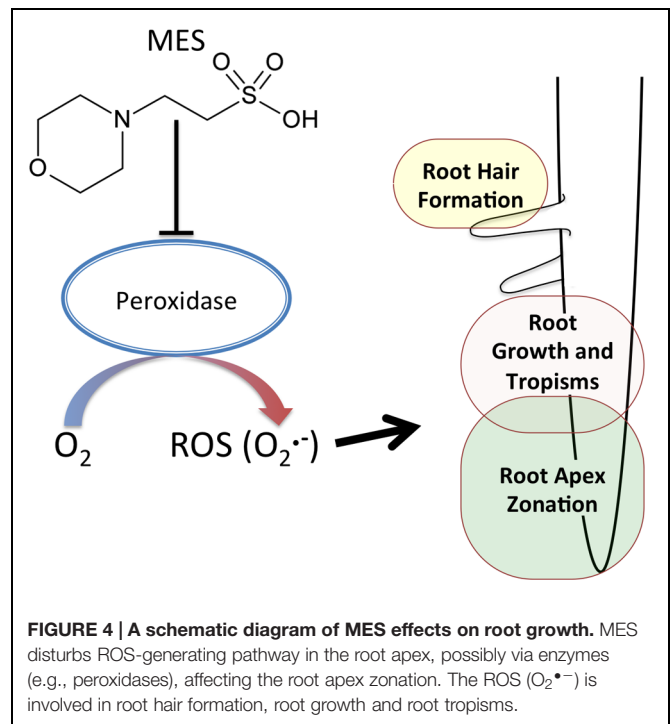 MES
O
O
S
OH
N
O
Root Hair
Formation
Peroxidase
Root
Growth and
Tropisms
O₂
ROS (O₂•-)
Root Apex
Zonation
FIGURE 4 | A schematic diagram of MES effects on root growth. MES
disturbs ROS-generating pathway in the root apex, possibly via enzymes
(e.g., peroxidases), affecting the root apex zonation. The ROS (O₂•−) is
involved in root hair formation, root growth and root tropisms.